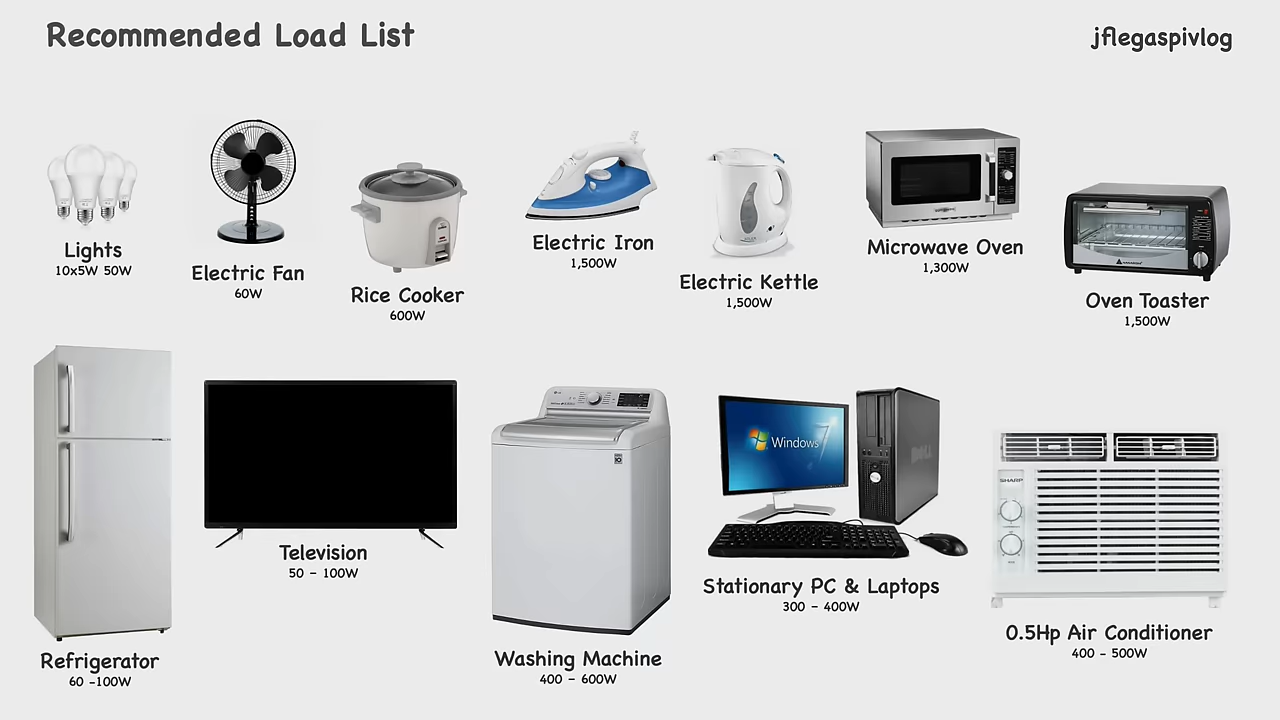 Recommended Load List
jflegaspivlog
Lights
10x5W 50W
Electric Fan
60W
Rice Cooker
600W
Electric Iron
1,500W
Electric Kettle
1,500W
Microwave Oven
1,300W
Oven Toaster
1,500W
Refrigerator
60 -100W
Television
50 - 100W
Washing Machine
400 - 600W
Windows 7
DELL
Stationary PC & Laptops
300 - 400W
SHARP
0.5Hp Air Conditioner
400 - 500W